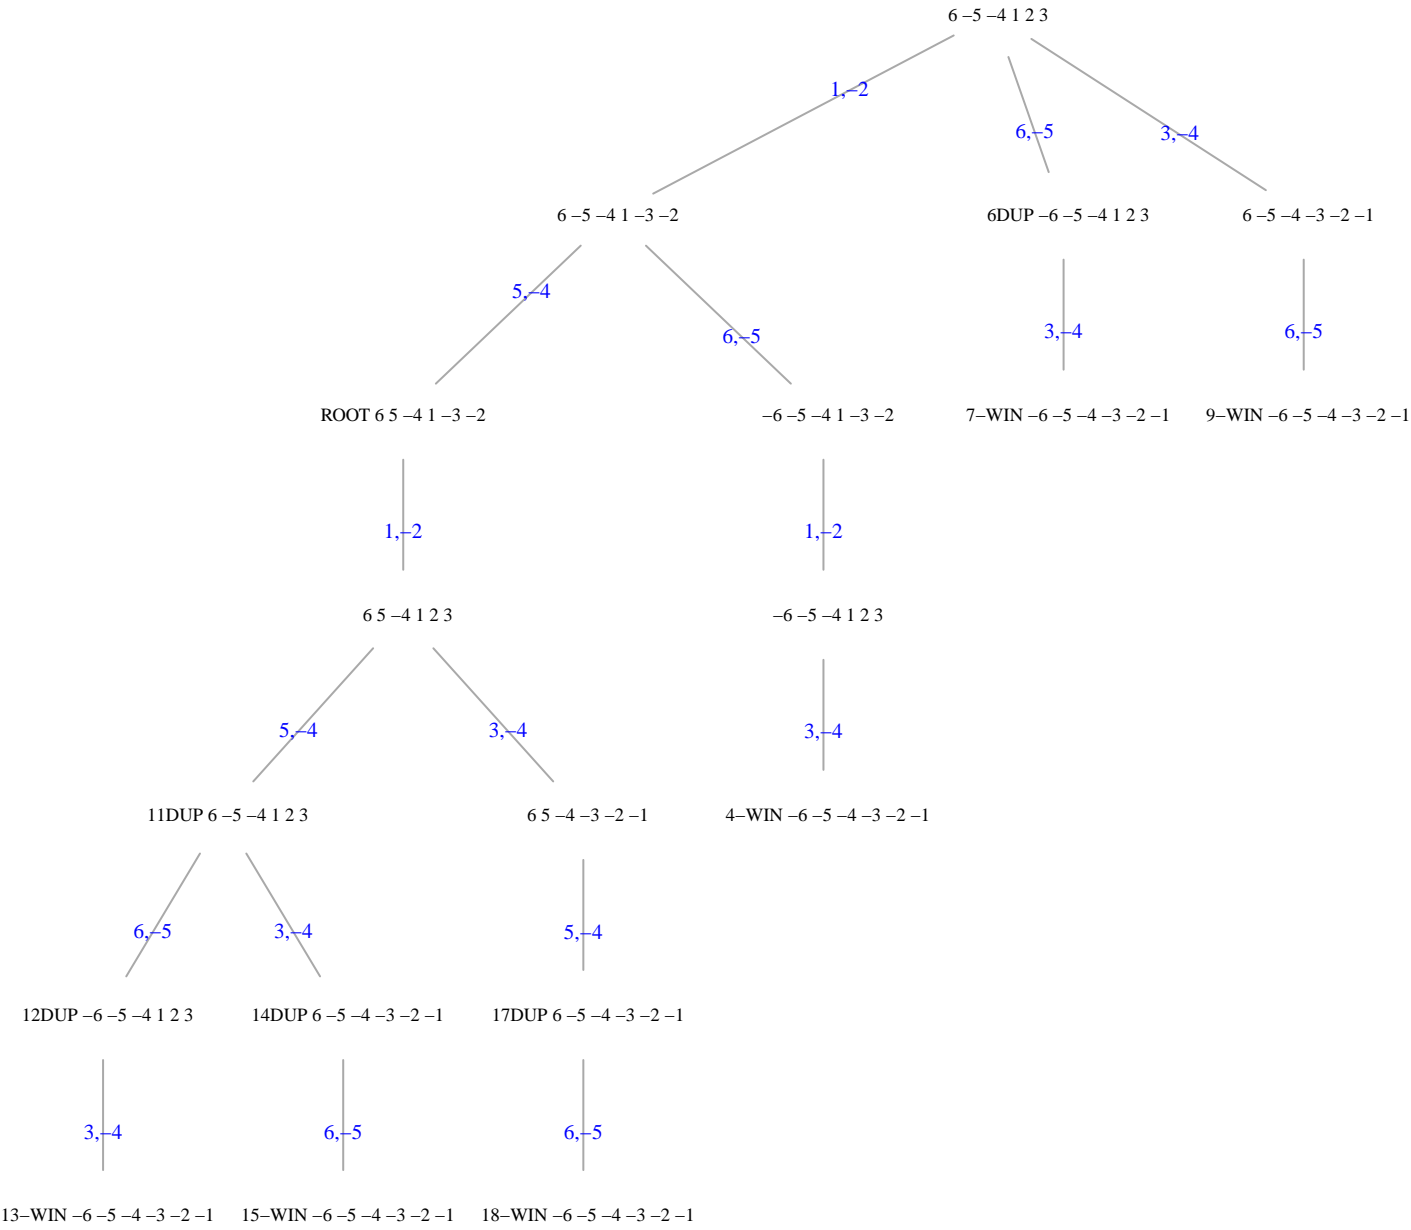 6 –5 –4 1 2 3
1,–2
6,–5
3,–4
6 –5 –4 1 –3 –2
6DUP –6 –5 –4 1 2 3
6 –5 –4 –3 –2 –1
5,–4
6,–5
3,–4
6,–5
ROOT 6 5 –4 1 –3 –2
–6 –5 –4 1 –3 –2
7–WIN –6 –5 –4 –3 –2 –1
9–WIN –6 –5 –4 –3 –2 –1
1,–2
1,–2
6 5 –4 1 2 3
–6 –5 –4 1 2 3
5,–4
3,–4
3,–4
11DUP 6 –5 –4 1 2 3
6 5 –4 –3 –2 –1
4–WIN –6 –5 –4 –3 –2 –1
6,–5
3,–4
5,–4
12DUP –6 –5 –4 1 2 3
14DUP 6 –5 –4 –3 –2 –1
17DUP 6 –5 –4 –3 –2 –1
3,–4
6,–5
6,–5
13–WIN –6 –5 –4 –3 –2 –1
15–WIN –6 –5 –4 –3 –2 –1
18–WIN –6 –5 –4 –3 –2 –1